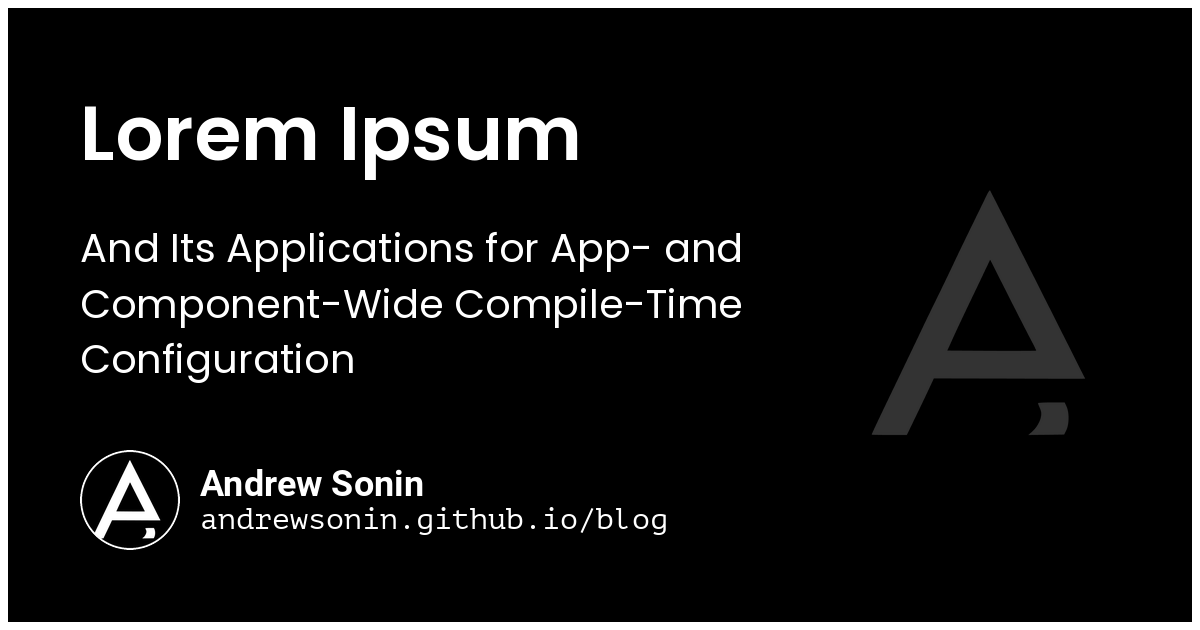 Lorem Ipsum
And Its Applications for App- and
Component-Wide Compile-Time
Configuration
Andrew Sonin
andrewsonin.github.io/blog